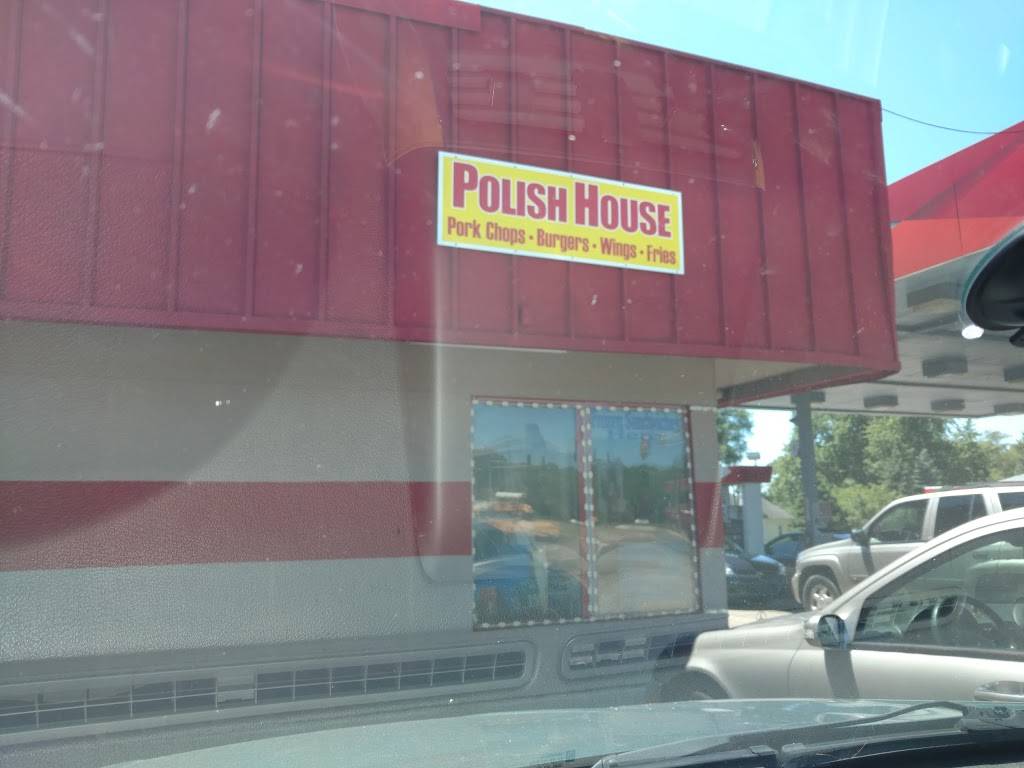 POLISH HOUSE
Pork Chops • Burgers • Wings • Fries